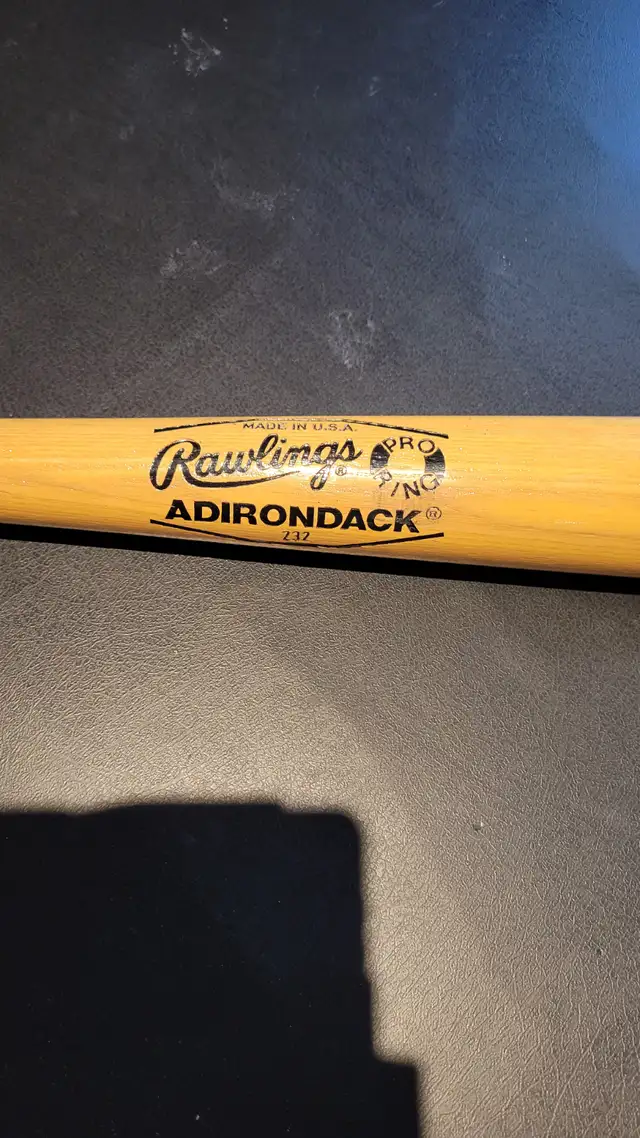 MADE IN U.S.A.
Rawlings®
PRO RING
ADIRONDACK®
232